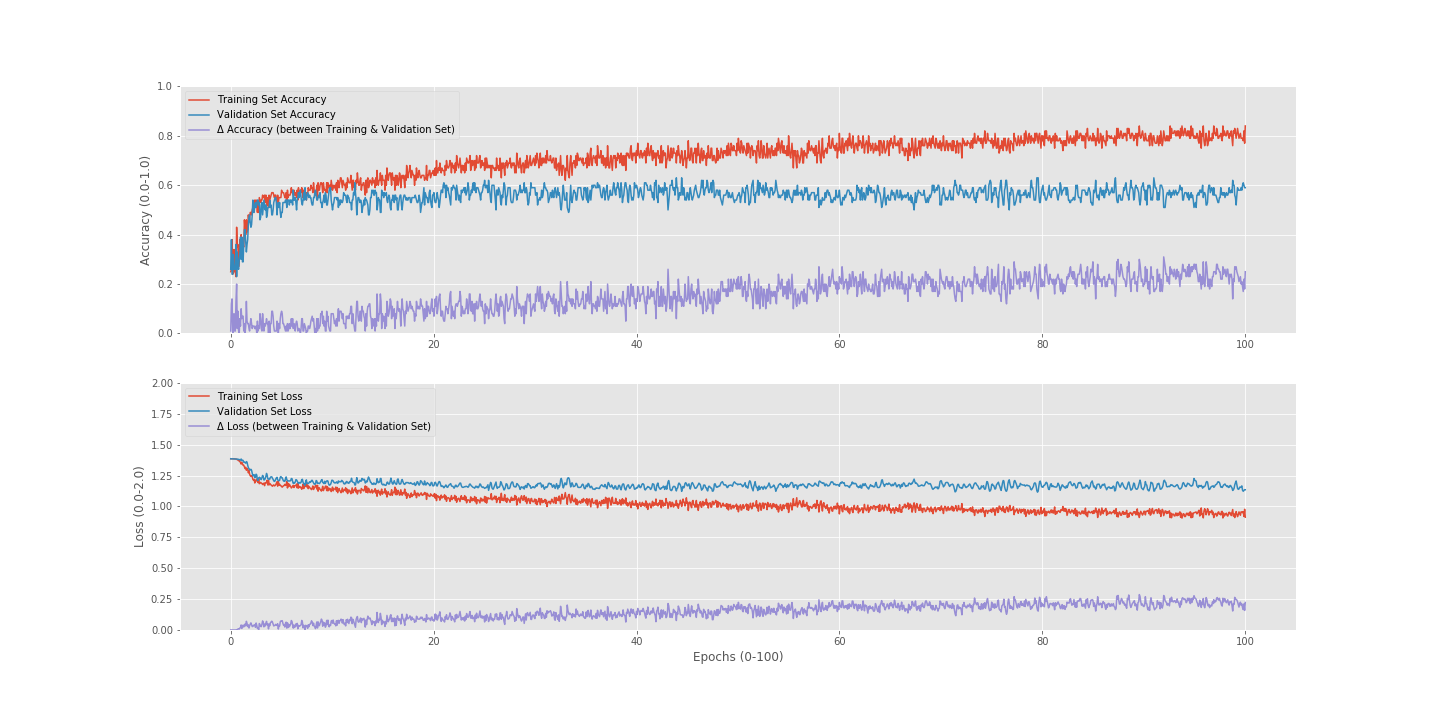 Training Set Accuracy
Validation Set Accuracy
Δ Accuracy (between Training & Validation Set)
Accuracy (0.0-1.0)
1.0
0.8
0.6
0.4
0.2
0.0
0 20 40 60 80 100
Training Set Loss
Validation Set Loss
Δ Loss (between Training & Validation Set)
Loss (0.0-2.0)
2.00
1.75
1.50
1.25
1.00
0.75
0.50
0.25
0.00
0 20 40 60 80 100
Epochs (0-100)